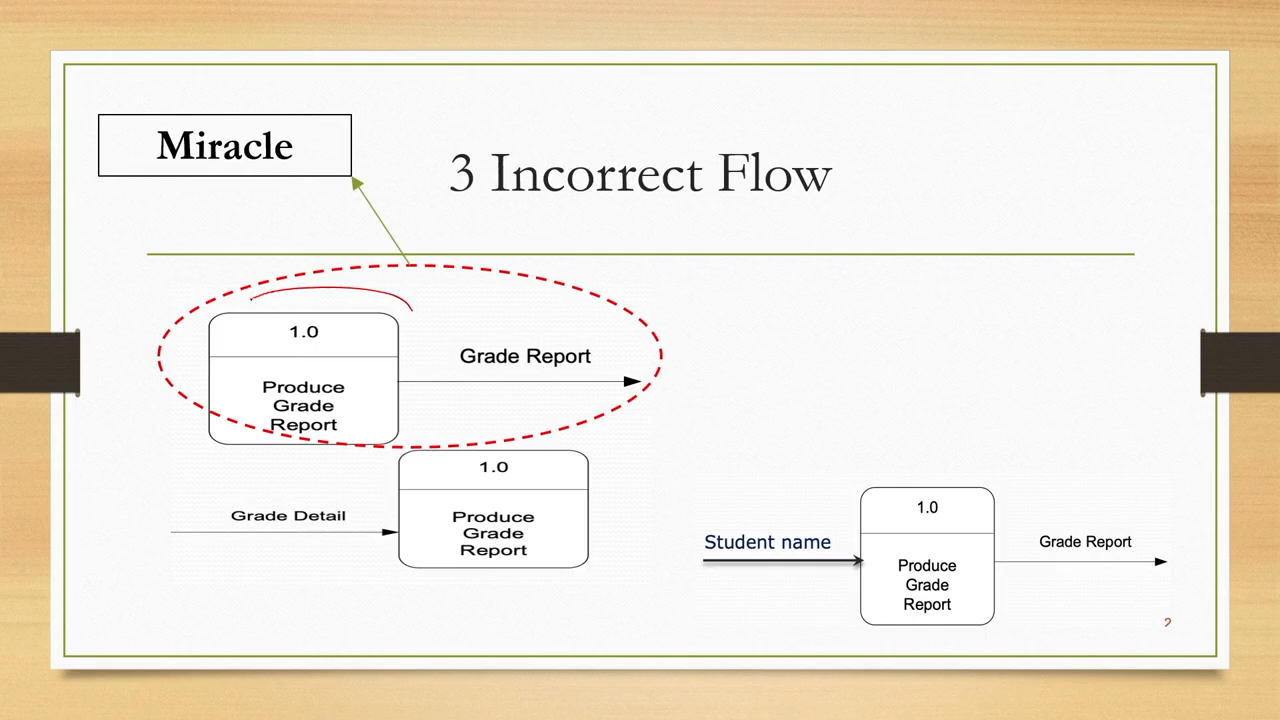 Miracle
3 Incorrect Flow
1.0
Produce
Grade
Report
Grade Report
Grade Detail
1.0
Produce
Grade
Report
Student name
1.0
Produce
Grade
Report
Grade Report
2